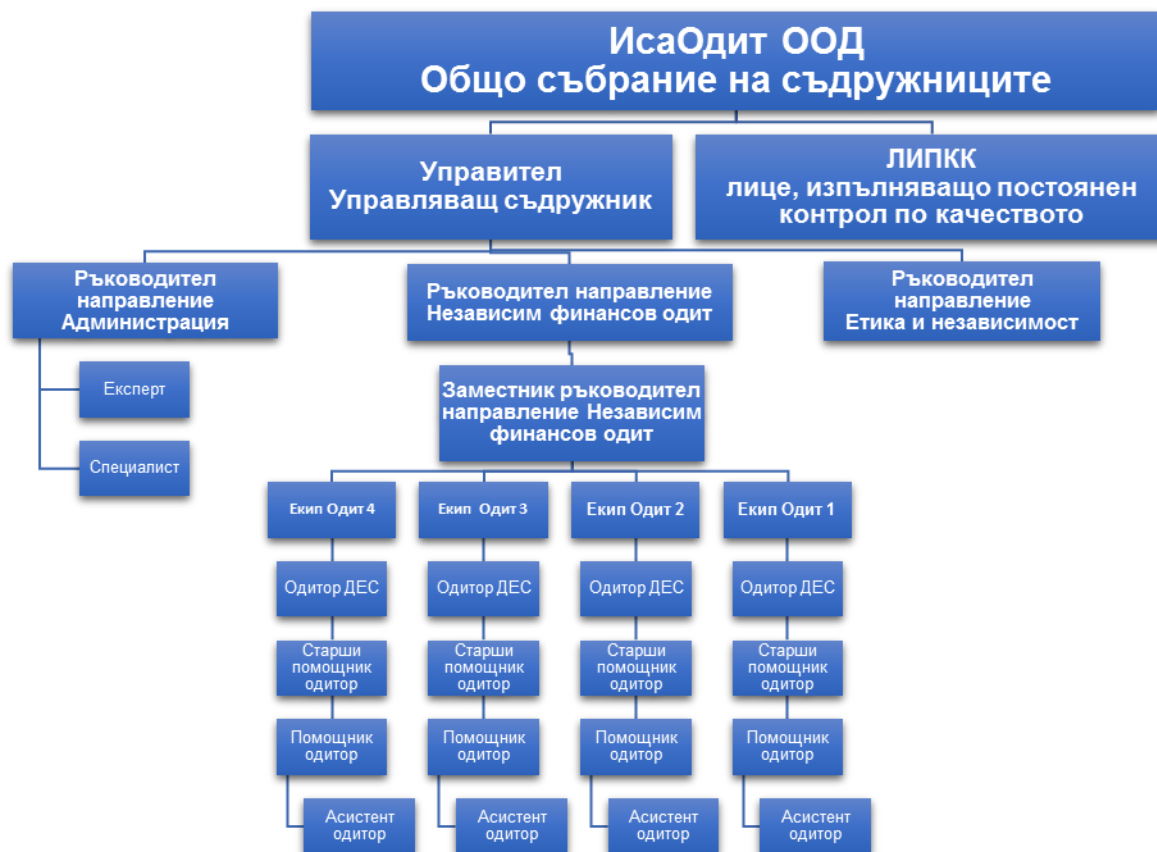 ИсаОдит ООД
Общо събрание на съдружниците
Управител
Управляващ съдружник
ЛИПКК
лице, изпълняващо постоянен
контрол по качеството
Ръководител
направление
Администрация
Ръководител направление
Независим финансов одит
Ръководител
направление
Етика и независимост
Експерт
Специалист
Заместник ръководител
направление Независим
финансов одит
Екип Одит 4
Екип Одит 3
Екип Одит 2
Екип Одит 1
Одитор ДЕС
Одитор ДЕС
Одитор ДЕС
Одитор ДЕС
Старши
помощник
одитор
Старши
помощник
одитор
Старши
помощник
одитор
Старши
помощник
одитор
Помощник
одитор
Помощник
одитор
Помощник
одитор
Помощник
одитор
Асистент
одитор
Асистент
одитор
Асистент
одитор
Асистент
одитор